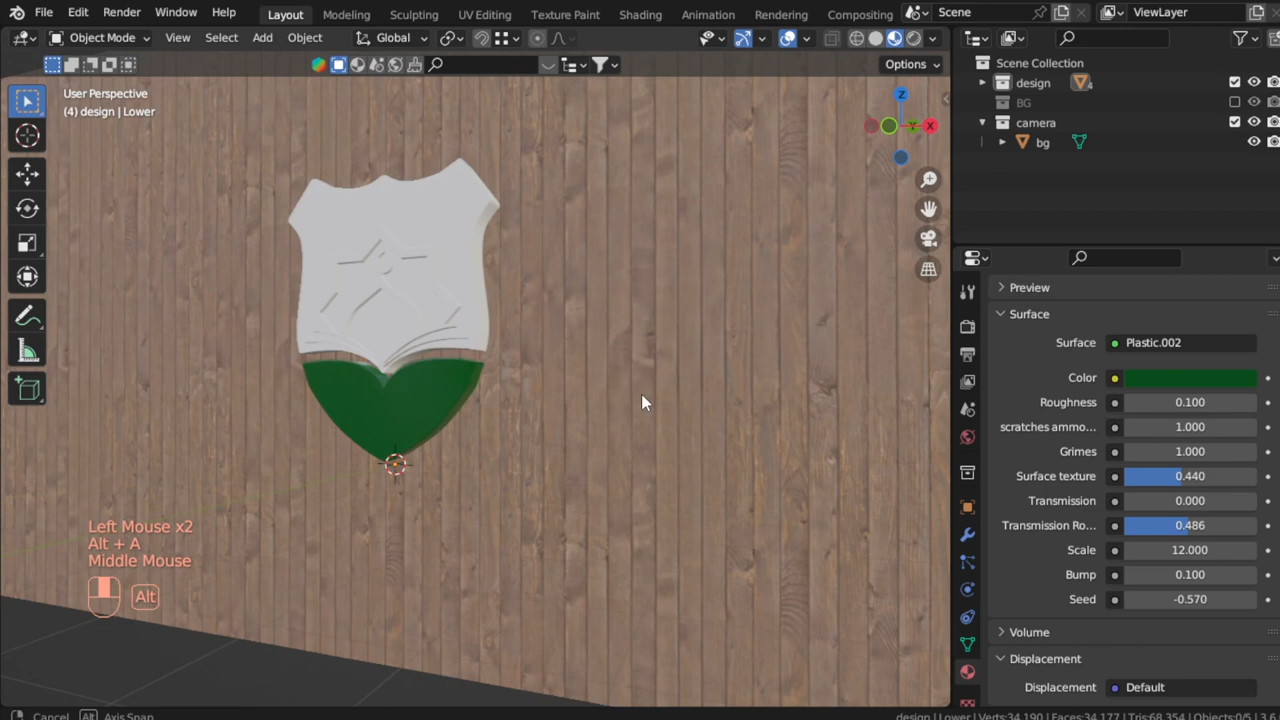 File Edit Render Window Help Layout Modeling Sculpting UV Editing Texture Paint Shading Animation Rendering Compositing Scene ViewLayer
Object Mode View Select Add Object Global
Options
User Perspective
(4) design | Lower
Z
X
Y
Scene Collection
design 4
BG
camera
bg
Preview
Surface
Surface Plastic.002
Color
Roughness 0.100
scratches ammo... 1.000
Grimes 1.000
Surface texture 0.440
Transmission 0.000
Transmission Ro... 0.486
Scale 12.000
Bump 0.100
Seed -0.570
Volume
Displacement
Displacement Default
Left Mouse x2
Alt + A
Middle Mouse
Alt
Cancel Alt Axis Snap design | Lower | Verts:34,190 | Faces:34,177 | Tris:68,354 | Objects:0/5 | 3.6